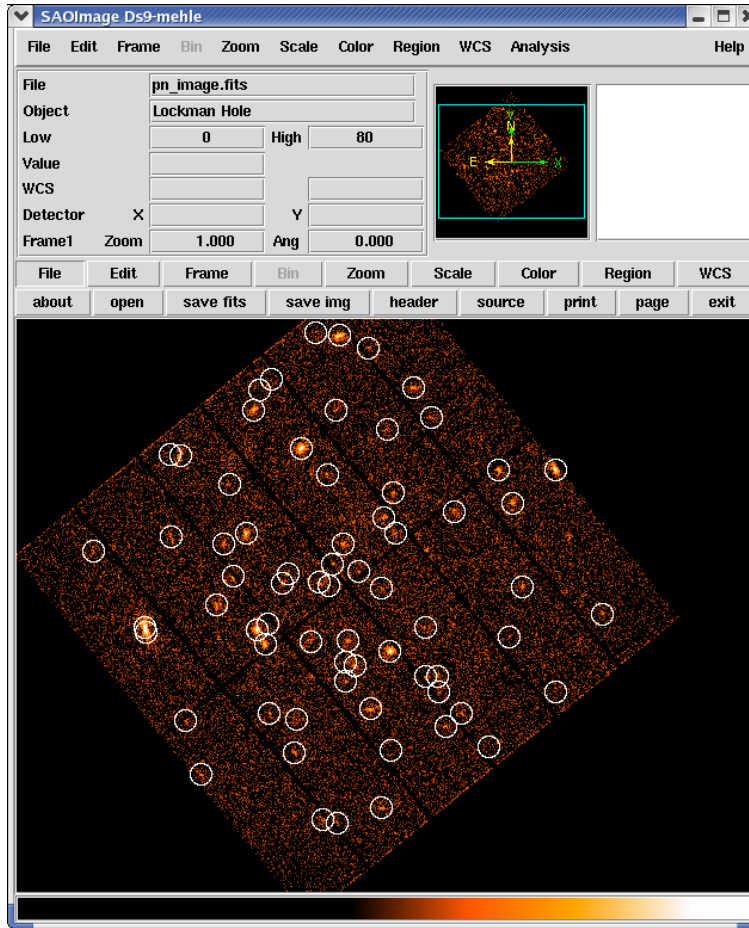 SAOImage Ds9-mehle
File Edit Frame Bin Zoom Scale Color Region WCS Analysis Help
File pn_image.fits
Object Lockman Hole
Low 0 High 80
Value
WCS
Detector X Y
Frame1 Zoom 1.000 Ang 0.000
Y
N
E X
File Edit Frame Bin Zoom Scale Color Region WCS
about open save fits save img header source print page exit